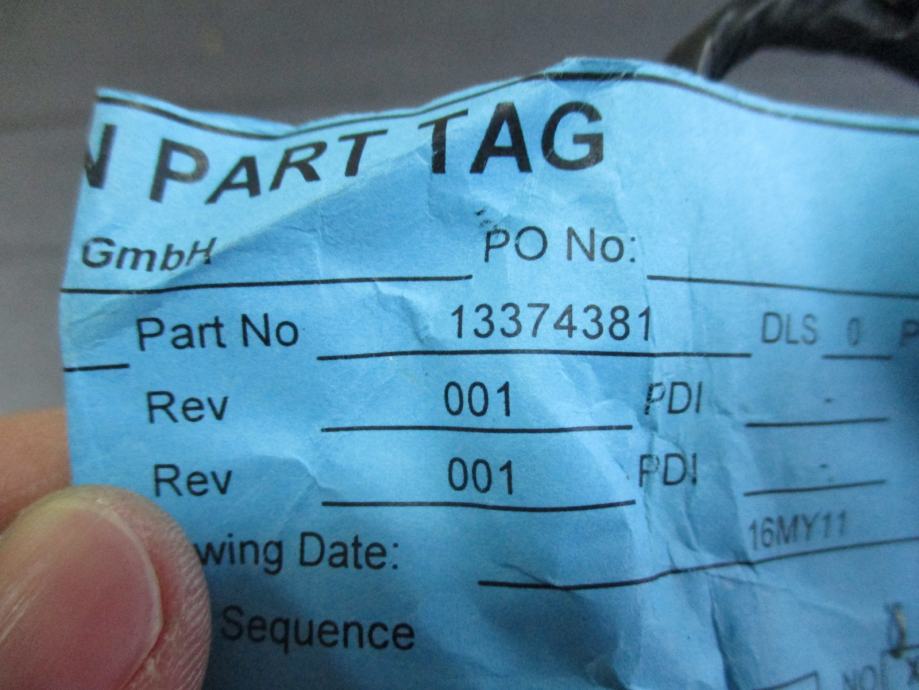 N PART TAG
GmbH PO No:
Part No 13374381 DLS 0 P
Rev 001 PDI -
Rev 001 PDI -
wing Date: 16MY11
Sequence
NO